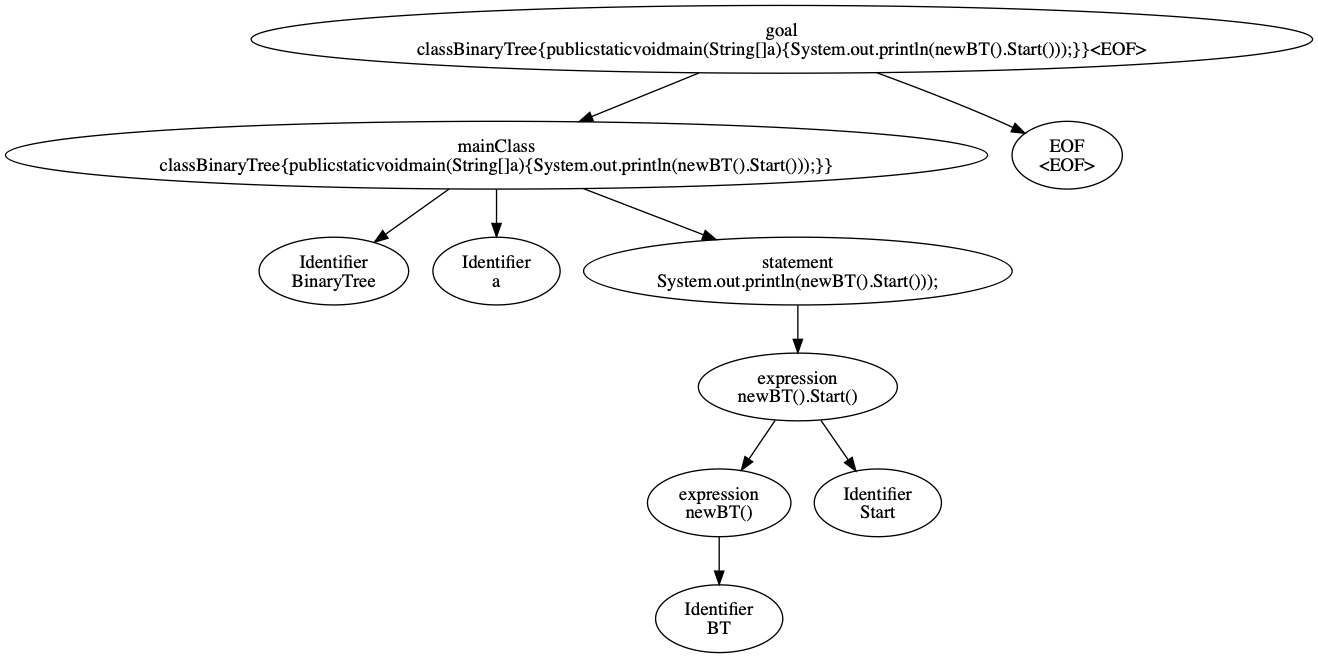 goal
classBinaryTree{publicstaticvoidmain(String[]a){System.out.println(newBT().Start());}}<EOF>
mainClass
classBinaryTree{publicstaticvoidmain(String[]a){System.out.println(newBT().Start());}}
EOF
<EOF>
Identifier
BinaryTree
Identifier
a
statement
System.out.println(newBT().Start());
expression
newBT().Start()
expression
newBT()
Identifier
Start
Identifier
BT